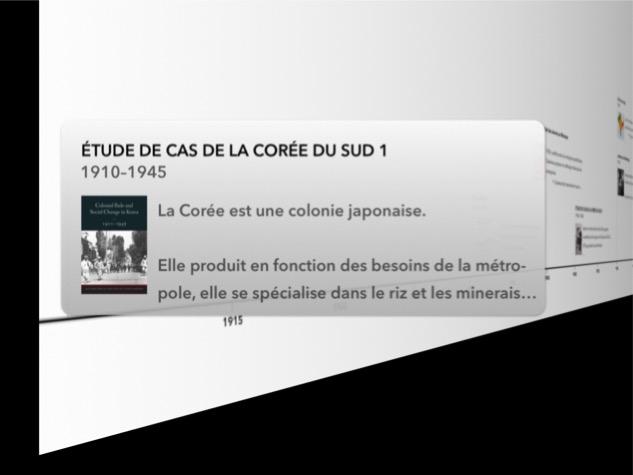 ÉTUDE DE CAS DE LA CORÉE DU SUD 1
1910–1945
Colonial Rule and
Social Change in Korea
1910–1945
La Corée est une colonie japonaise.
Elle produit en fonction des besoins de la métro-
pole, elle se spécialise dans le riz et les minerais...
1915